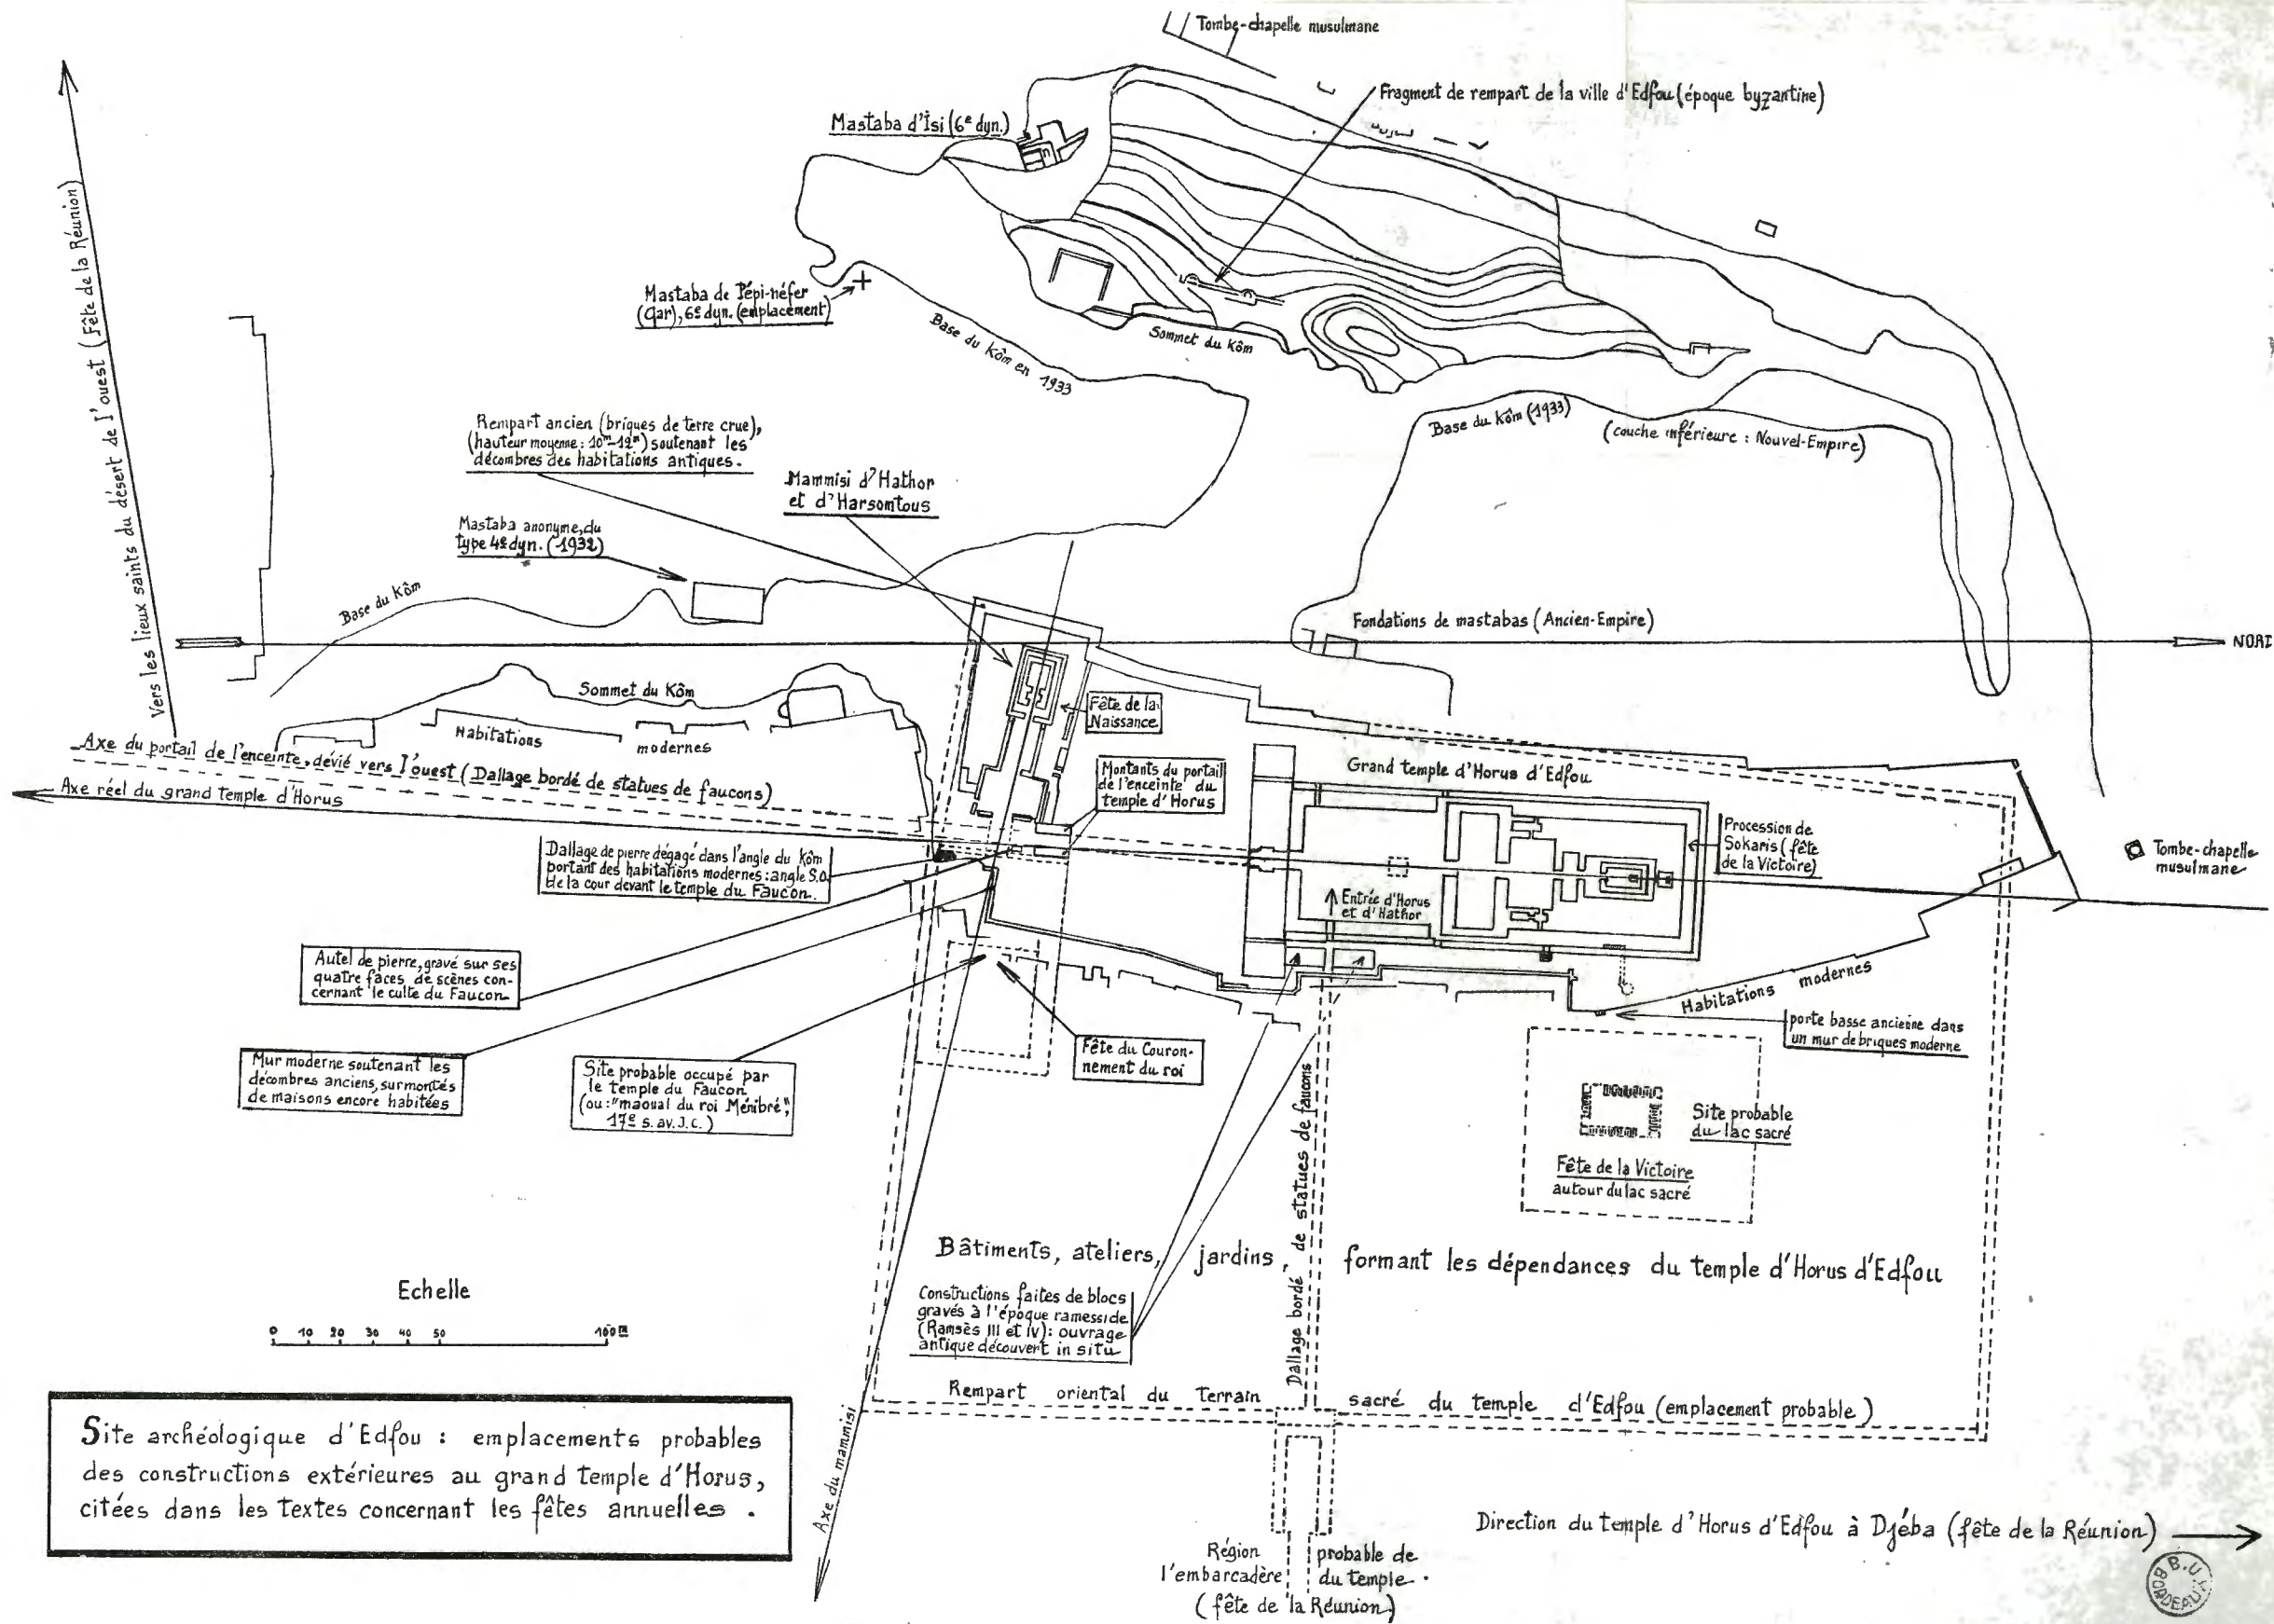 Tombe-chapelle musulmane
Fragment de rempart de la ville d'Edfou (époque byzantine)
Mastaba d'Isi (6e dyn.)
Mastaba de Pépi-néfer
(Qar), 6e dyn. (emplacement)
Base du Kôm en 1933
Sommet du Kôm
Base du Kôm (1933)
(couche inférieure : Nouvel-Empire)
Vers les lieux saints du désert de l'ouest (Fête de la Réunion)
Rempart ancien (briques de terre crue),
(hauteur moyenne : 10m-12m) soutenant les
décombres des habitations antiques.
Mammisi d'Hathor
et d'Harsomtous
Mastaba anonyme, du
type 4e dyn. (1932)
Base du Kôm
Fondations de mastabas (Ancien-Empire)
NORD
Sommet du Kôm
Habitations modernes
Fête de la
Naissance
Axe du portail de l'enceinte, dévié vers l'ouest (Dallage bordé de statues de faucons)
Axe réel du grand temple d'Horus
Montants du portail
de l'enceinte du
temple d'Horus
Grand temple d'Horus d'Edfou
Procession de
Sokaris (fête
de la Victoire)
Tombe-chapelle
musulmane
Dallage de pierre dégagé dans l'angle du Kôm
portant des habitations modernes : angle S.O.
de la cour devant le temple du Faucon.
Entrée d'Horus
et d'Hathor
Autel de pierre, gravé sur ses
quatre faces de scènes con-
cernant le culte du Faucon
Habitations modernes
porte basse ancienne dans
un mur de briques moderne
Mur moderne soutenant les
décombres anciens, surmontés
de maisons encore habitées
Site probable occupé par
le temple du Faucon
(ou : "maoual du roi Ménibré",
17e s. av. J.C.)
Fête du Couron-
nement du roi
Dallage bordé de statues de faucons
Site probable
du lac sacré
Fête de la Victoire
autour du lac sacré
Bâtiments, ateliers, jardins, formant les dépendances du temple d'Horus d'Edfou
Constructions faites de blocs
gravés à l'époque ramesside
(Ramsès III et IV) : ouvrage
antique découvert in situ
Echelle
0 10 20 30 40 50 100m
Rempart oriental du Terrain sacré du temple d'Edfou (emplacement probable)
Axe du mammisi
Site archéologique d'Edfou : emplacements probables
des constructions extérieures au grand temple d'Horus,
citées dans les textes concernant les fêtes annuelles.
Direction du temple d'Horus d'Edfou à Djéba (fête de la Réunion)
Région probable de
l'embarcadère du temple.
(fête de la Réunion)
B.U.
BORDEAUX